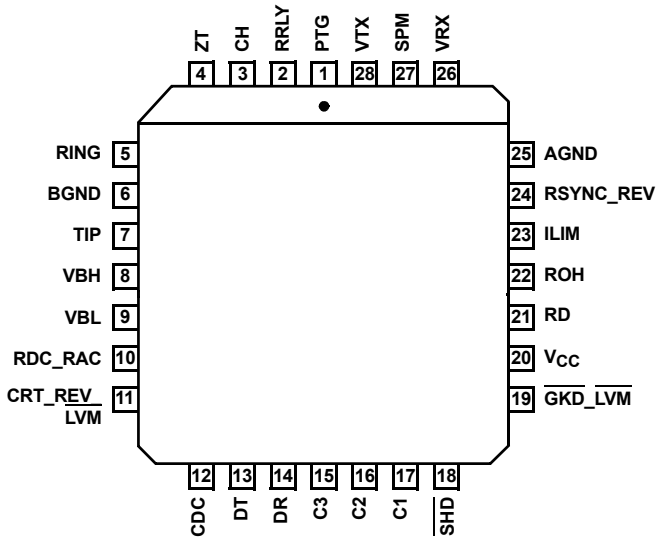 ZT
CH
RRLY
PTG
VTX
SPM
VRX
4
3
2
1
28
27
26
RING 5
BGND 6
TIP 7
VBH 8
VBL 9
RDC_RAC 10
CRT_REV_ 11
LVM
25 AGND
24 RSYNC_REV
23 ILIM
22 ROH
21 RD
20 VCC
19 GKD_LVM
12
13
14
15
16
17
18
CDC
DT
DR
C3
C2
C1
SHD